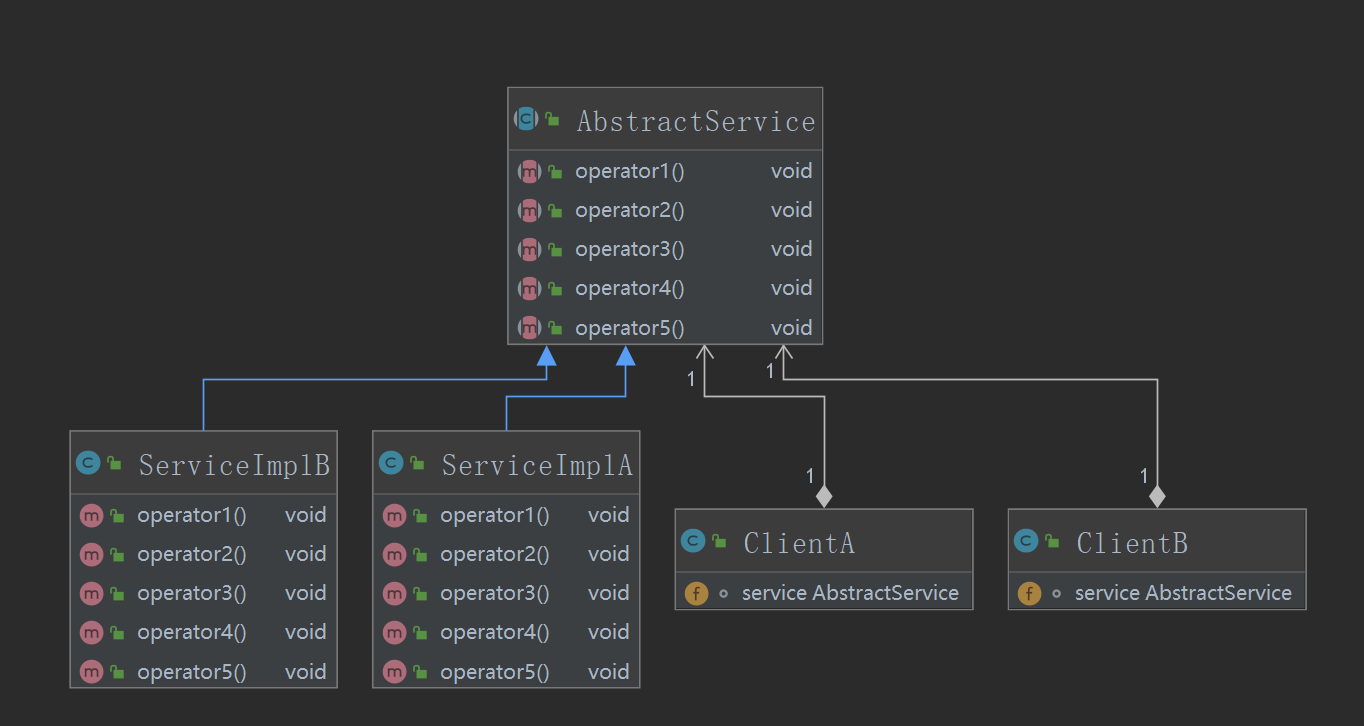 AbstractService
operator1() void
operator2() void
operator3() void
operator4() void
operator5() void
1
1
1
1
ServiceImplB
operator1() void
operator2() void
operator3() void
operator4() void
operator5() void
ServiceImplA
operator1() void
operator2() void
operator3() void
operator4() void
operator5() void
ClientA
service AbstractService
ClientB
service AbstractService